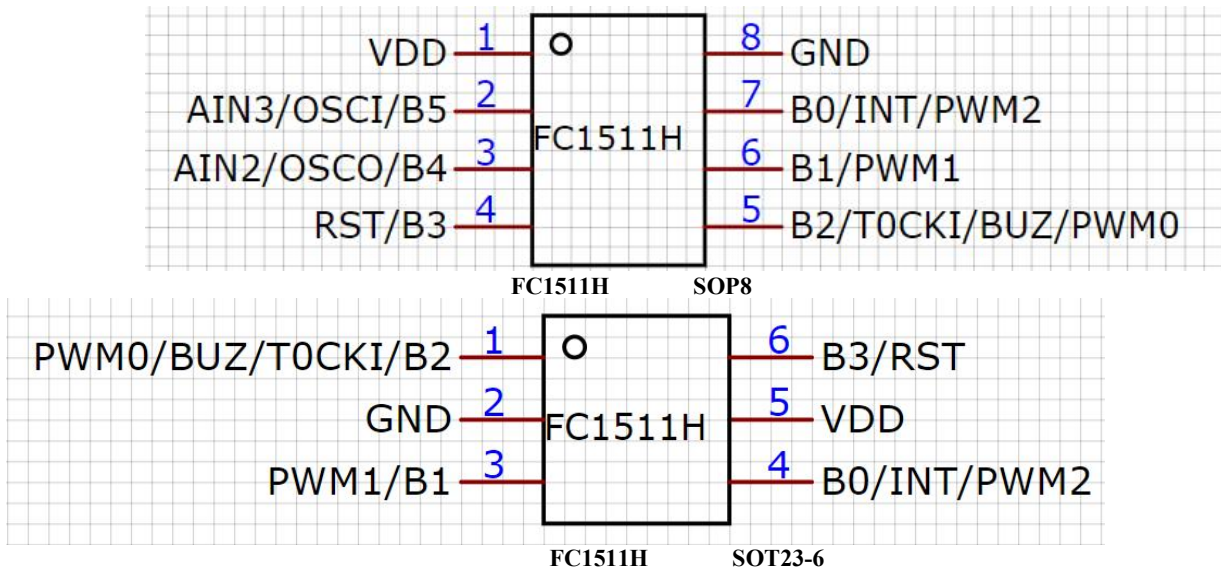 VDD 1 8 GND
AIN3/OSCI/B5 2 7 B0/INT/PWM2
FC1511H
AIN2/OSCO/B4 3 6 B1/PWM1
RST/B3 4 5 B2/T0CKI/BUZ/PWM0
FC1511H SOP8
PWM0/BUZ/T0CKI/B2 1 6 B3/RST
GND 2 5 VDD
FC1511H
PWM1/B1 3 4 B0/INT/PWM2
FC1511H SOT23-6